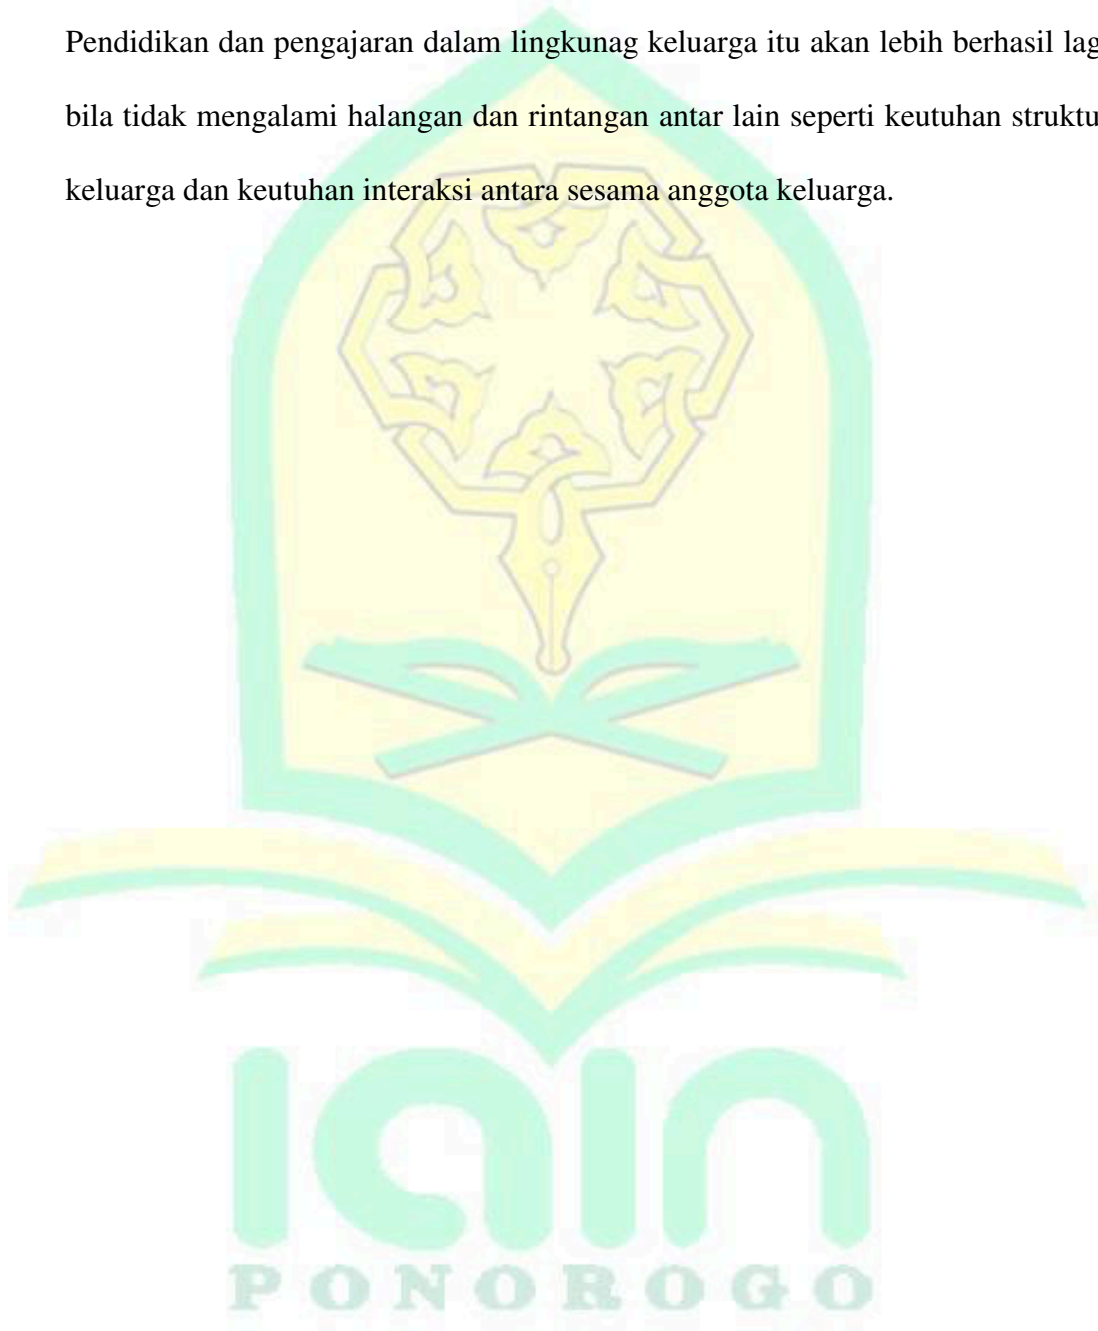 Pendidikan dan pengajaran dalam lingkunag keluarga itu akan lebih berhasil lag
bila tidak mengalami halangan dan rintangan antar lain seperti keutuhan struktu
keluarga dan keutuhan interaksi antara sesama anggota keluarga.
iain
PONOROGO